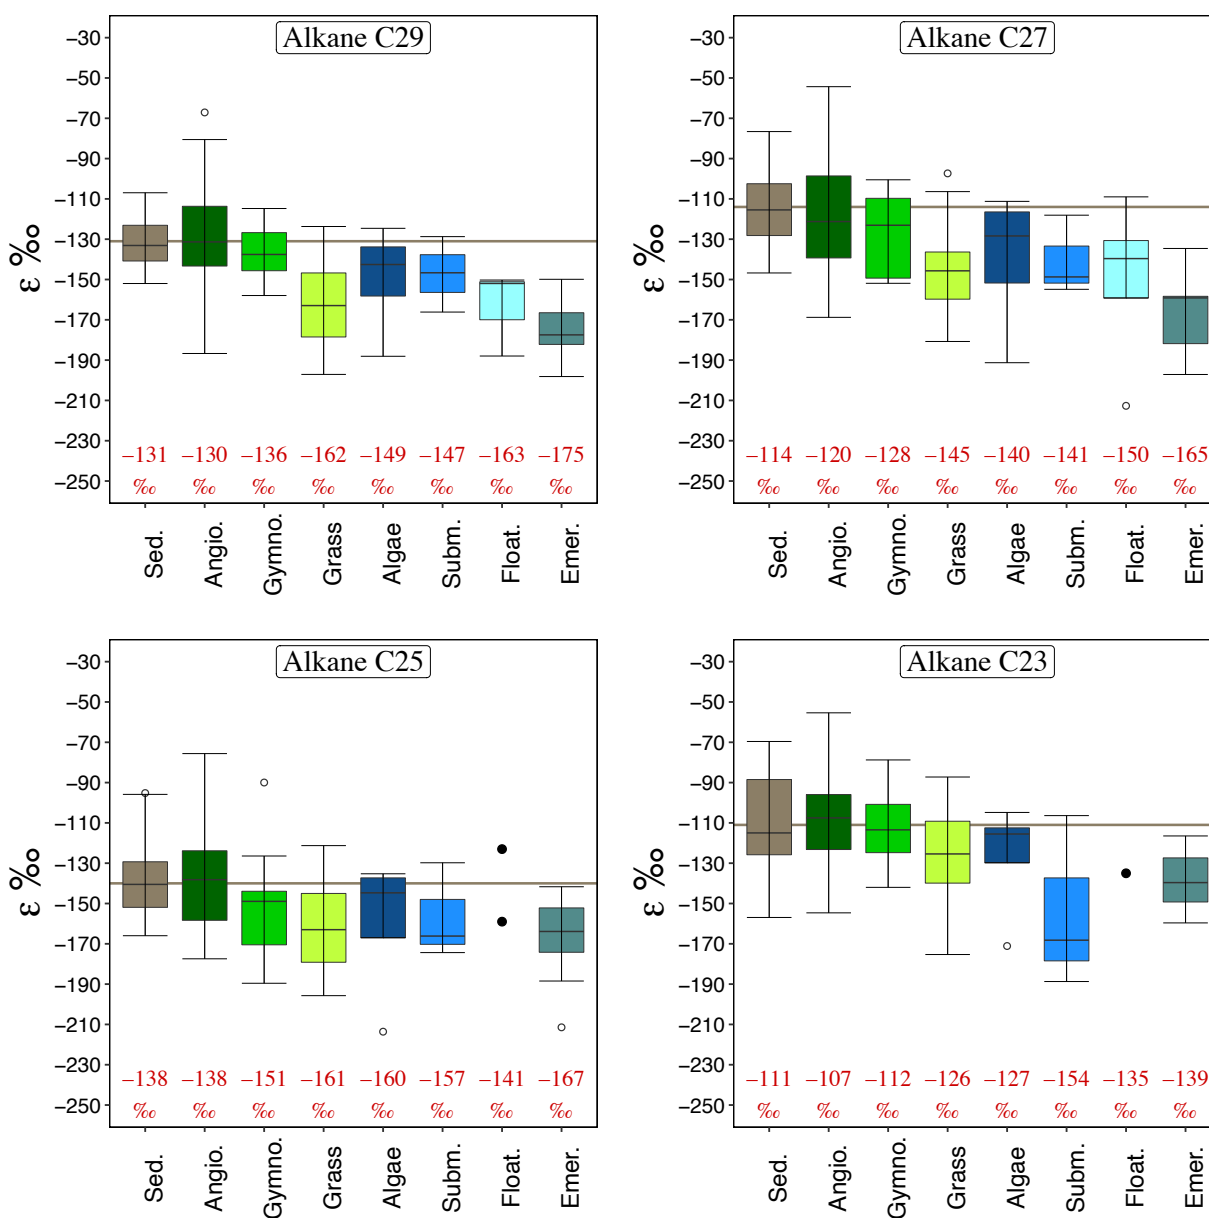 Alkane C29
ε ‰
−30
−50
−70
−90
−110
−130
−150
−170
−190
−210
−230
−250
−131 −130 −136 −162 −149 −147 −163 −175
‰ ‰ ‰ ‰ ‰ ‰ ‰ ‰
Sed. Angio. Gymno. Grass Algae Subm. Float. Emer.
Alkane C27
ε ‰
−30
−50
−70
−90
−110
−130
−150
−170
−190
−210
−230
−250
−114 −120 −128 −145 −140 −141 −150 −165
‰ ‰ ‰ ‰ ‰ ‰ ‰ ‰
Sed. Angio. Gymno. Grass Algae Subm. Float. Emer.
Alkane C25
ε ‰
−30
−50
−70
−90
−110
−130
−150
−170
−190
−210
−230
−250
−138 −138 −151 −161 −160 −157 −141 −167
‰ ‰ ‰ ‰ ‰ ‰ ‰ ‰
Sed. Angio. Gymno. Grass Algae Subm. Float. Emer.
Alkane C23
ε ‰
−30
−50
−70
−90
−110
−130
−150
−170
−190
−210
−230
−250
−111 −107 −112 −126 −127 −154 −135 −139
‰ ‰ ‰ ‰ ‰ ‰ ‰ ‰
Sed. Angio. Gymno. Grass Algae Subm. Float. Emer.